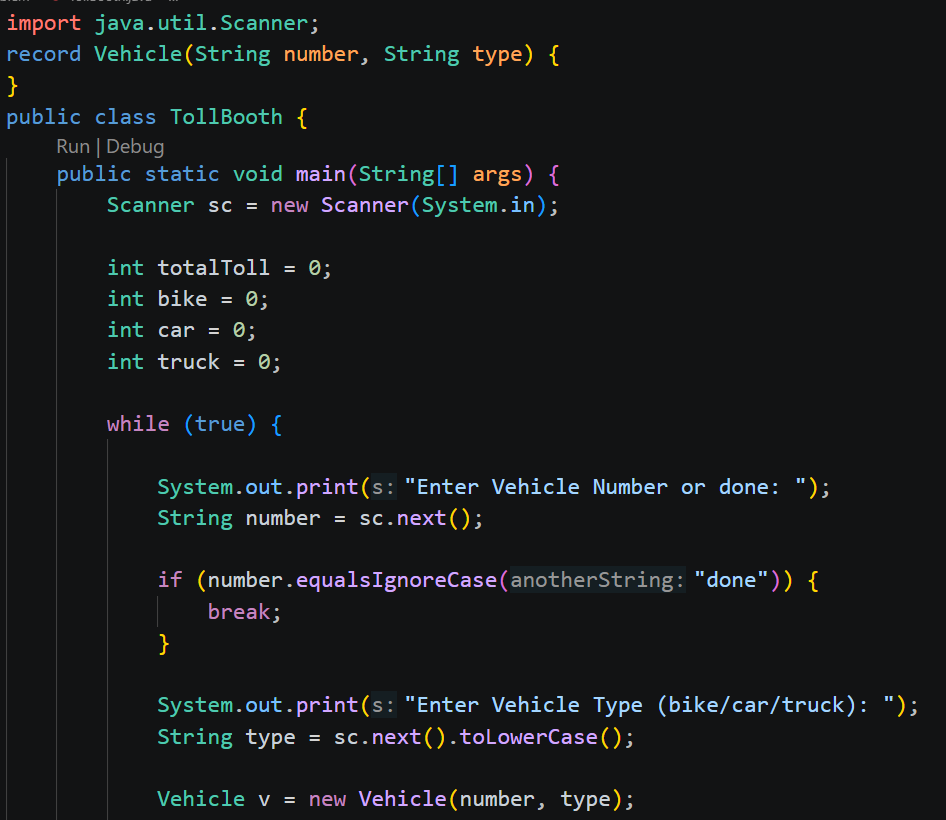 import java.util.Scanner;
record Vehicle(String number, String type) {
}
public class TollBooth {
Run | Debug
public static void main(String[] args) {
Scanner sc = new Scanner(System.in);
int totalToll = 0;
int bike = 0;
int car = 0;
int truck = 0;
while (true) {
System.out.print(s: "Enter Vehicle Number or done: ");
String number = sc.next();
if (number.equalsIgnoreCase(anotherString: "done")) {
break;
}
System.out.print(s: "Enter Vehicle Type (bike/car/truck): ");
String type = sc.next().toLowerCase();
Vehicle v = new Vehicle(number, type);